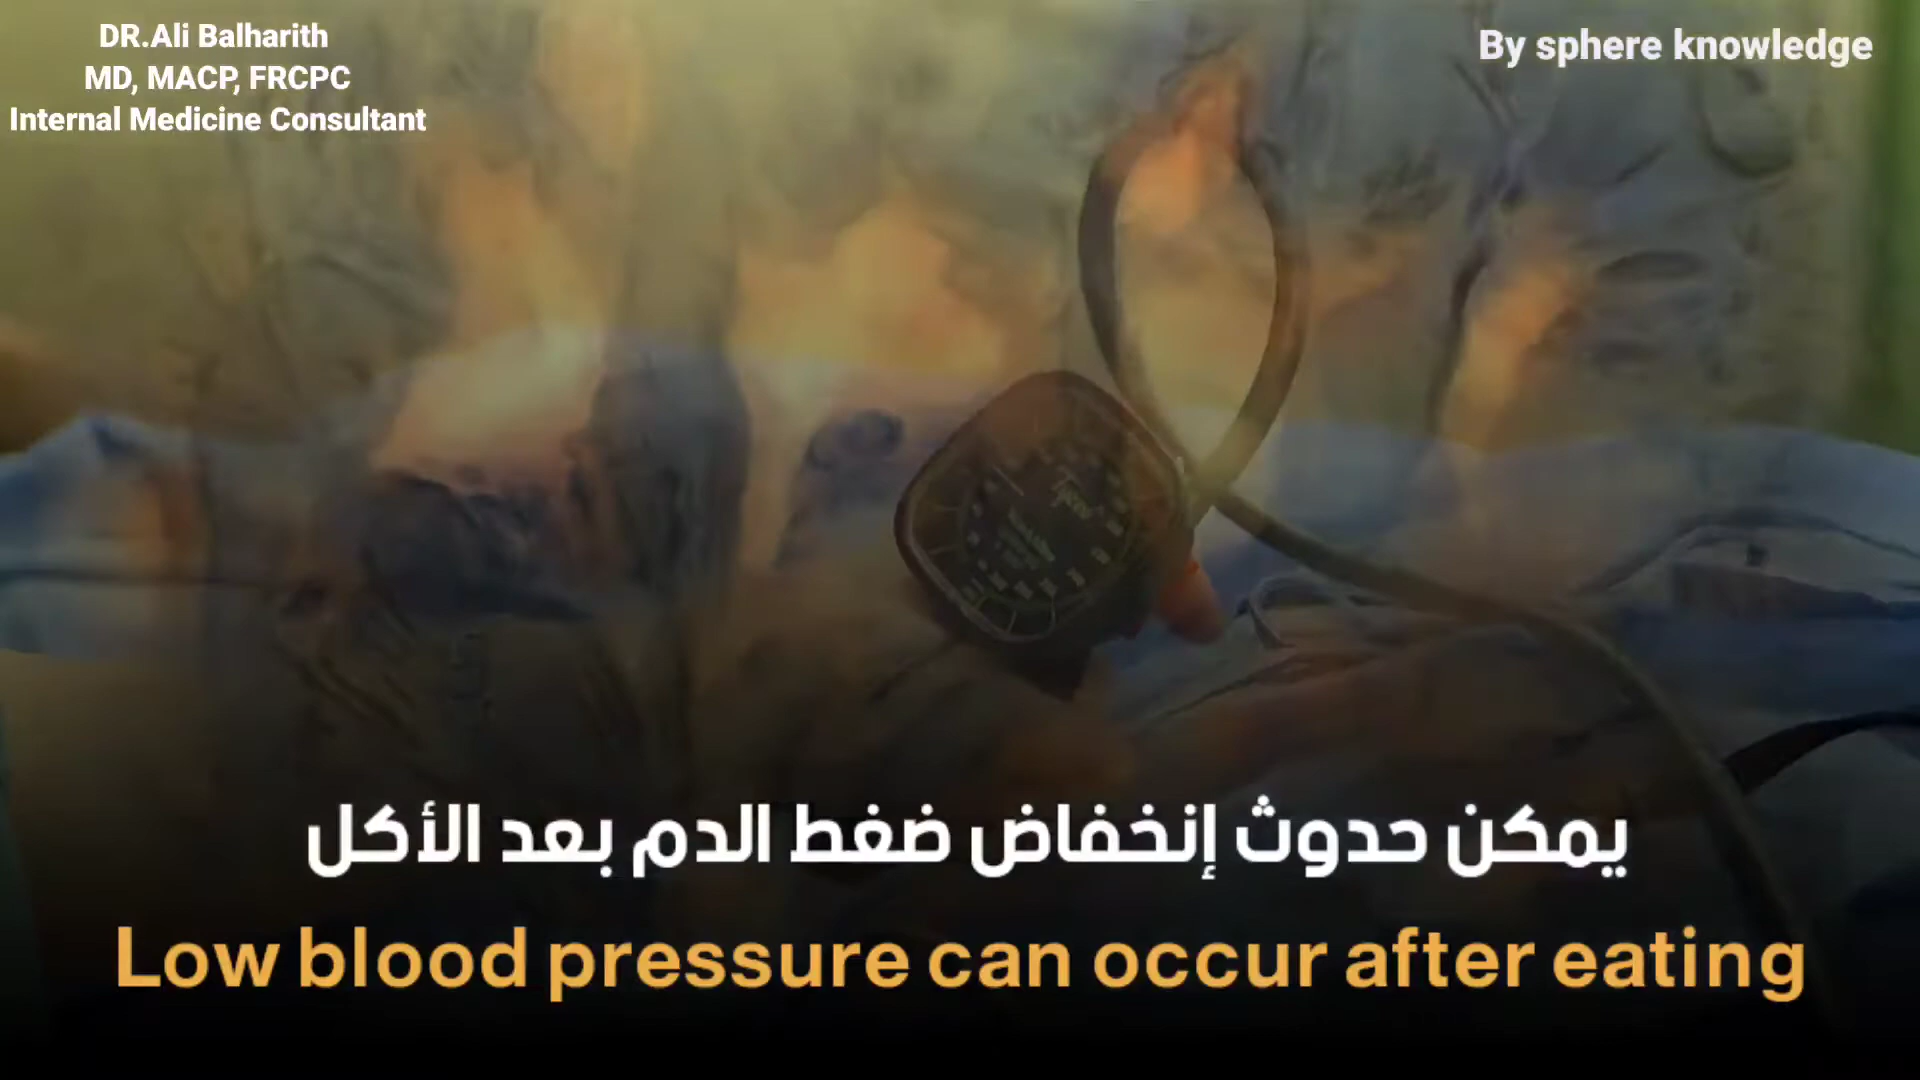 DR.Ali Balharith
MD, MACP, FRCPC
Internal Medicine Consultant
By sphere knowledge
يمكن حدوث إنخفاض ضغط الدم بعد الأكل
Low blood pressure can occur after eating